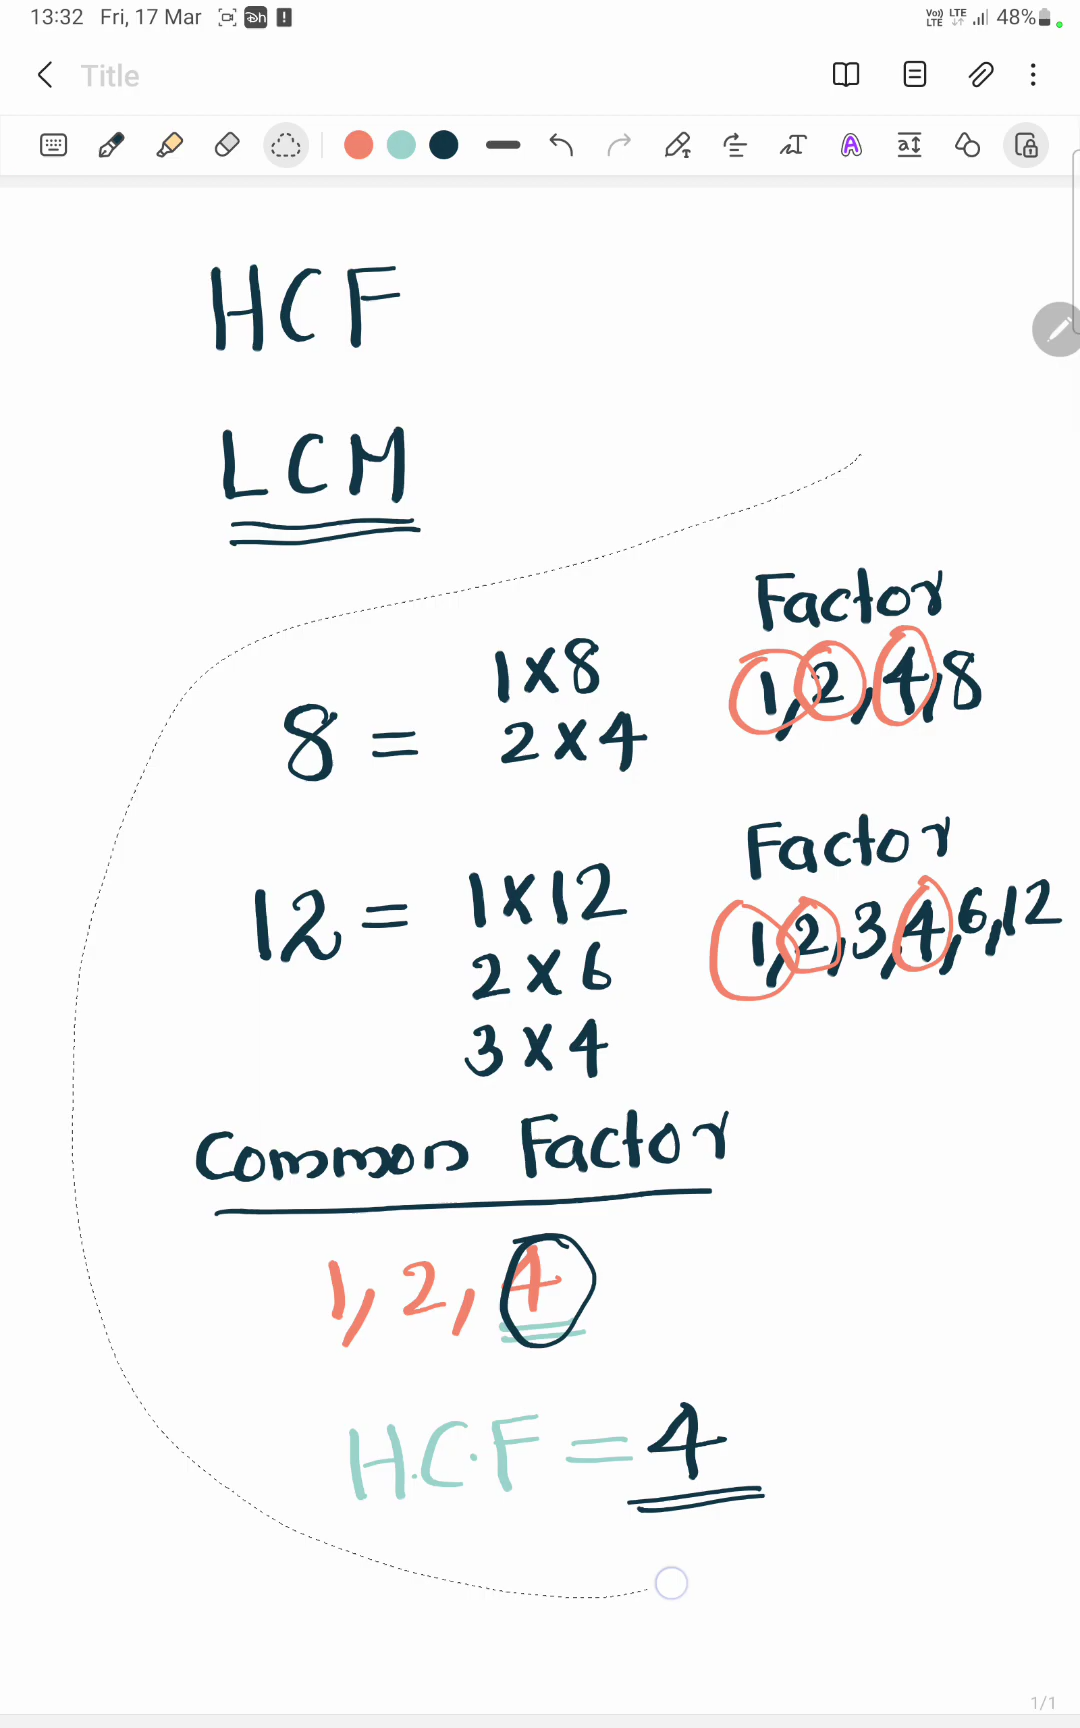 13:32 Fri, 17 Mar
48%
Title
HCF
LCM
Factor
1, 2, 4, 8
8 = 1x8
2x4
Factor
1, 2, 3, 4, 6, 12
12 = 1x12
2x6
3x4
Common Factor
1, 2, 4
H.C.F = 4
1/1